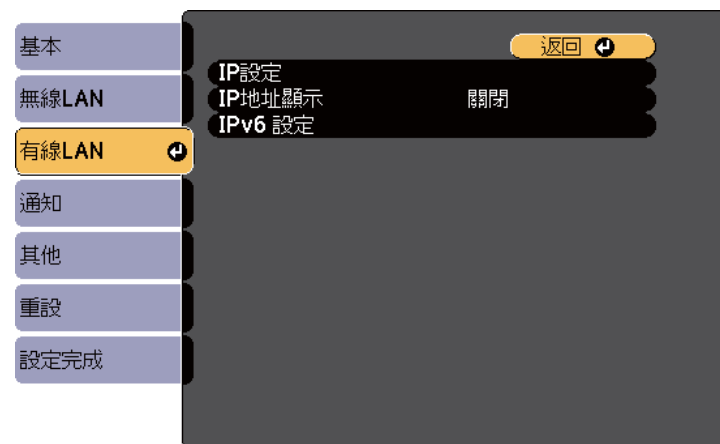 基本
無線LAN
有線LAN
通知
其他
重設
設定完成
返回
IP設定
IP地址顯示 關閉
IPv6 設定